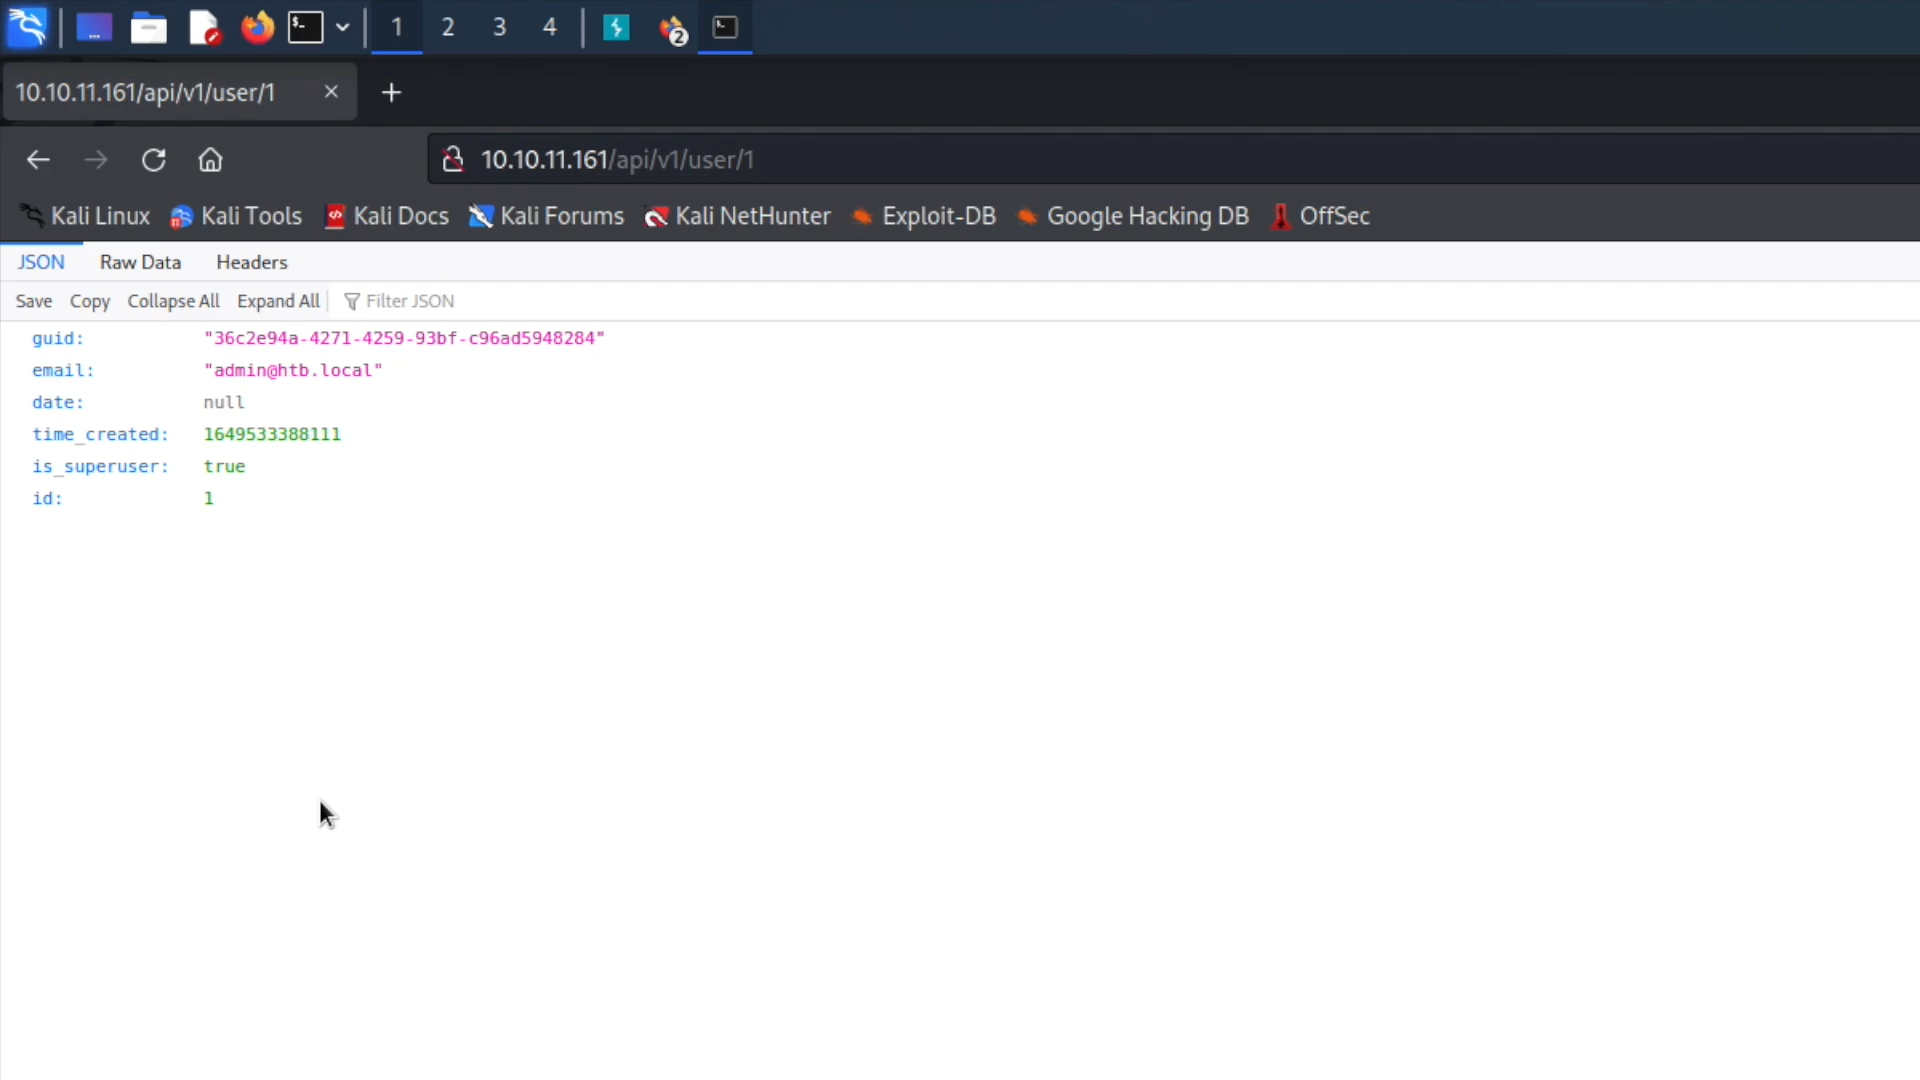 1 2 3 4 2
10.10.11.161/api/v1/user/1
10.10.11.161/api/v1/user/1
Kali Linux Kali Tools Kali Docs Kali Forums Kali NetHunter Exploit-DB Google Hacking DB OffSec
JSON Raw Data Headers
Save Copy Collapse All Expand All Filter JSON
guid: "36c2e94a-4271-4259-93bf-c96ad5948284"
email: "admin@htb.local"
date: null
time_created: 1649533388111
is_superuser: true
id: 1